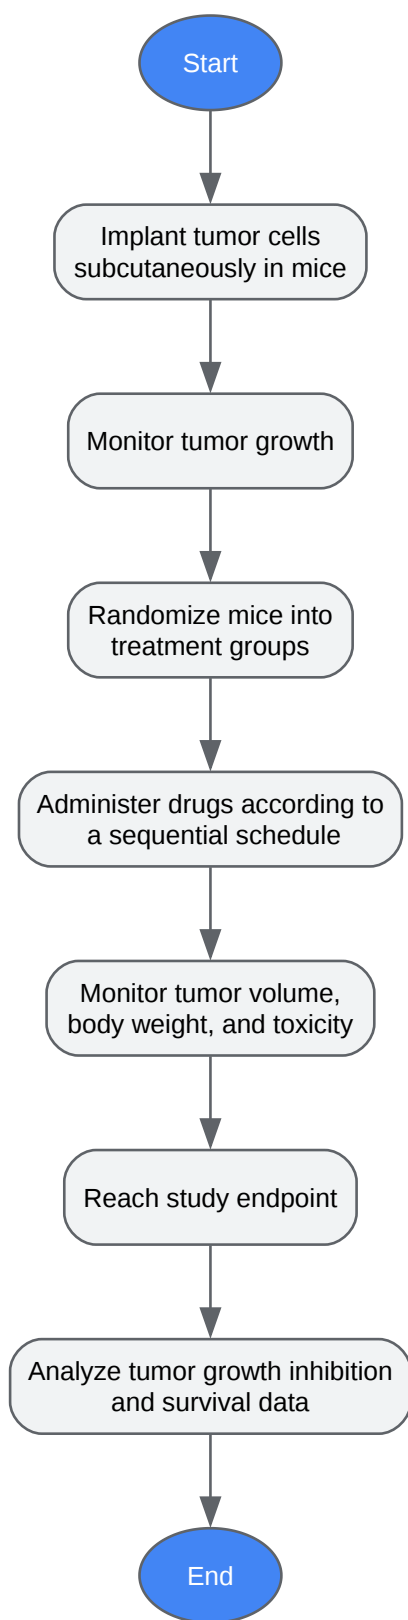 Start
Implant tumor cells
subcutaneously in mice
Monitor tumor growth
Randomize mice into
treatment groups
Administer drugs according to
a sequential schedule
Monitor tumor volume,
body weight, and toxicity
Reach study endpoint
Analyze tumor growth inhibition
and survival data
End